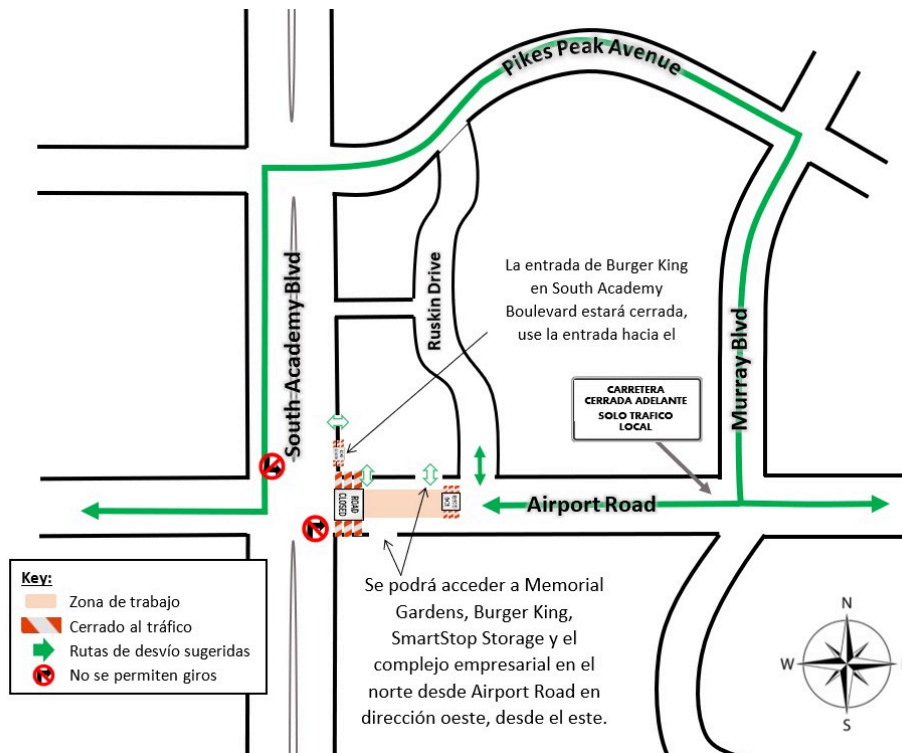 Pikes Peak Avenue
South Academy Blvd
Ruskin Drive
La entrada de Burger King
en South Academy
Boulevard estará cerrada,
use la entrada hacia el
Murray Blvd
CARRETERA
CERRADA ADELANTE
SOLO TRAFICO
LOCAL
ROAD
CLOSED
Airport Road
Key:
Zona de trabajo
Cerrado al tráfico
Rutas de desvío sugeridas
No se permiten giros
Se podrá acceder a Memorial
Gardens, Burger King,
SmartStop Storage y el
complejo empresarial en el
norte desde Airport Road en
dirección oeste, desde el este.
N
W
S